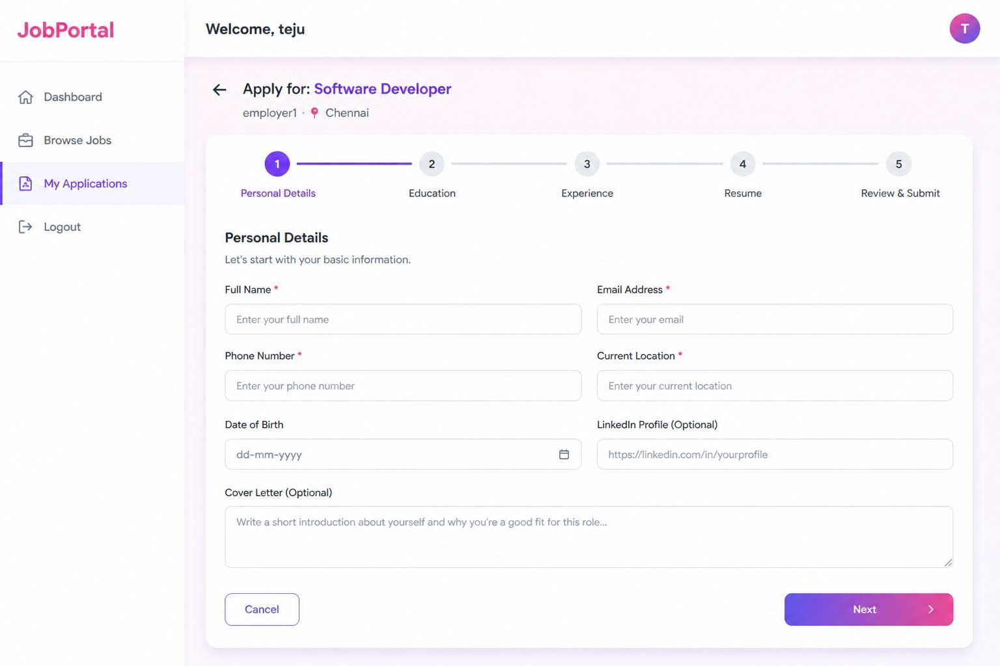 JobPortal
Welcome, teju
T
Dashboard
Browse Jobs
My Applications
Logout
Apply for: Software Developer
employer1 · Chennai
1
2
3
4
5
Personal Details
Education
Experience
Resume
Review & Submit
Personal Details
Let's start with your basic information.
Full Name *
Email Address *
Enter your full name
Enter your email
Phone Number *
Current Location *
Enter your phone number
Enter your current location
Date of Birth
LinkedIn Profile (Optional)
dd-mm-yyyy
https://linkedin.com/in/yourprofile
Cover Letter (Optional)
Write a short introduction about yourself and why you're a good fit for this role...
Cancel
Next